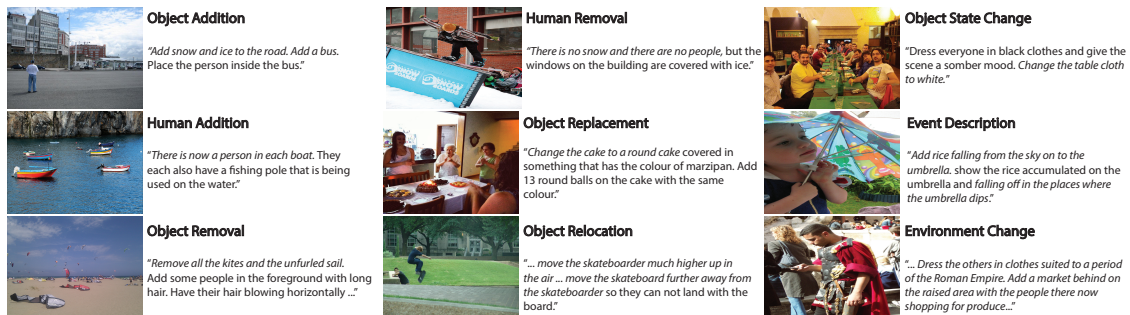 Object Addition
“Add snow and ice to the road. Add a bus.
Place the person inside the bus.”
Human Removal
“There is no snow and there are no people, but the
windows on the building are covered with ice.”
Object State Change
“Dress everyone in black clothes and give the
scene a somber mood. Change the table cloth
to white.”
Human Addition
“There is now a person in each boat. They
each also have a fishing pole that is being
used on the water.”
Object Replacement
“Change the cake to a round cake covered in
something that has the colour of marzipan. Add
13 round balls on the cake with the same
colour.”
Event Description
“Add rice falling from the sky on to the
umbrella. show the rice accumulated on the
umbrella and falling off in the places where
the umbrella dips.”
Object Removal
“Remove all the kites and the unfurled sail.
Add some people in the foreground with long
hair. Have their hair blowing horizontally ...”
Object Relocation
“... move the skateboarder much higher up in
the air ... move the skateboard further away from
the skateboarder so they can not land with the
board.”
Environment Change
“... Dress the others in clothes suited to a period
of the Roman Empire. Add a market behind on
the raised area with the people there now
shopping for produce...”